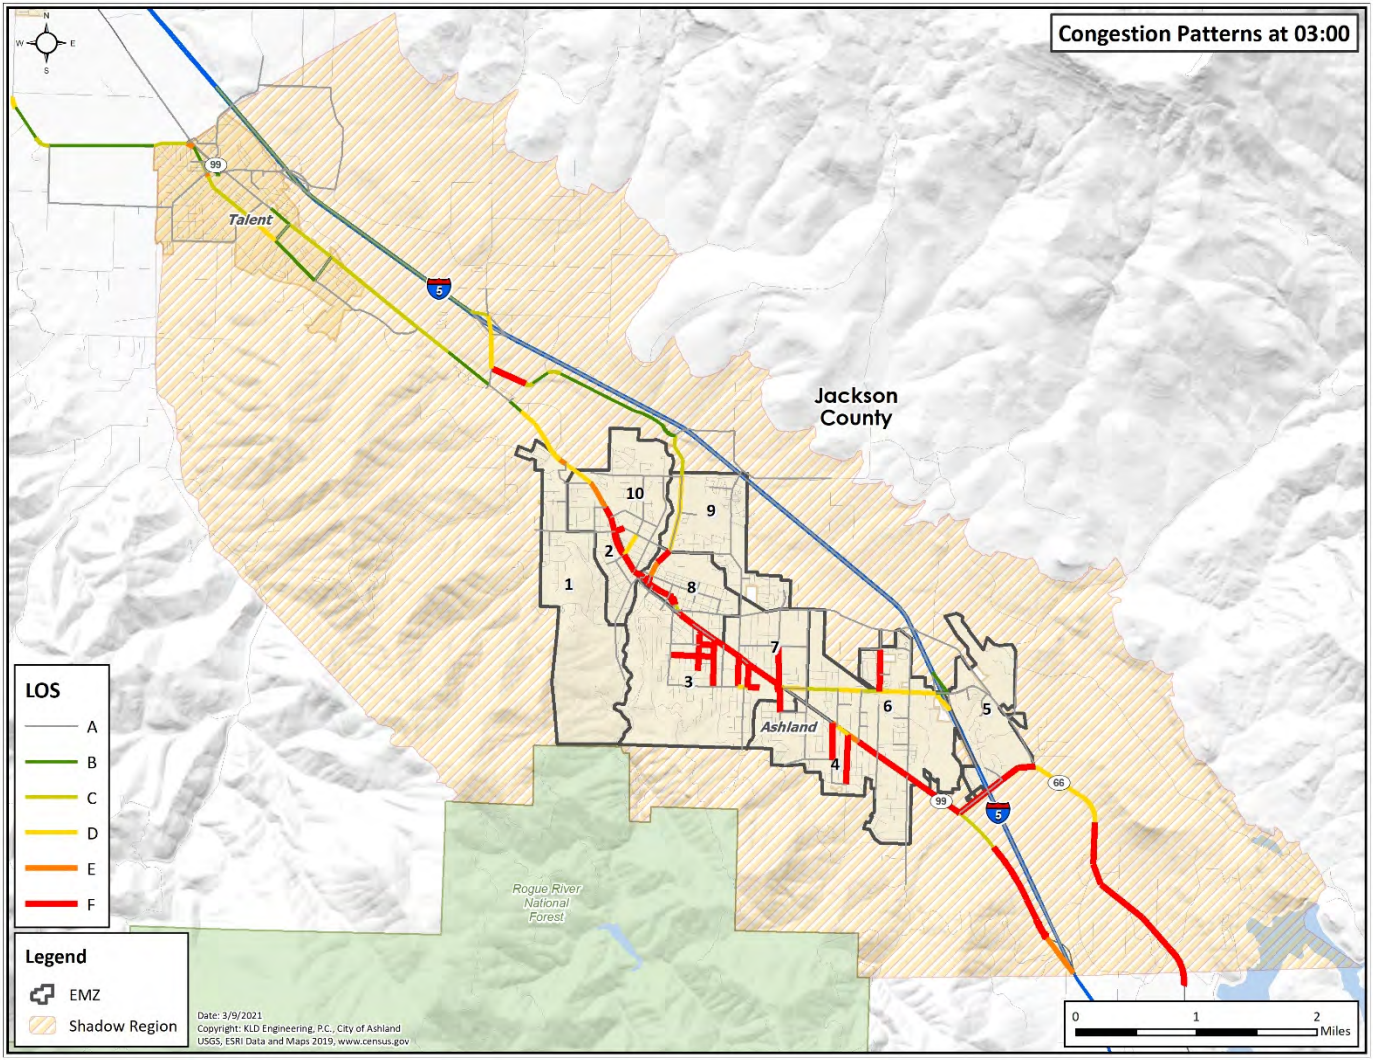 Congestion Patterns at 03:00
N
W E
S
99
Talent
5
Jackson
County
10
9
2
1
8
7
3
6
5
Ashland
4
66
99
5
LOS
A
B
C
D
E
F
Rogue River
National
Forest
Legend
EMZ
Shadow Region
Date: 3/9/2021
Copyright: KLD Engineering, P.C., City of Ashland
USGS, ESRI Data and Maps 2019, www.census.gov
0 1 2
Miles